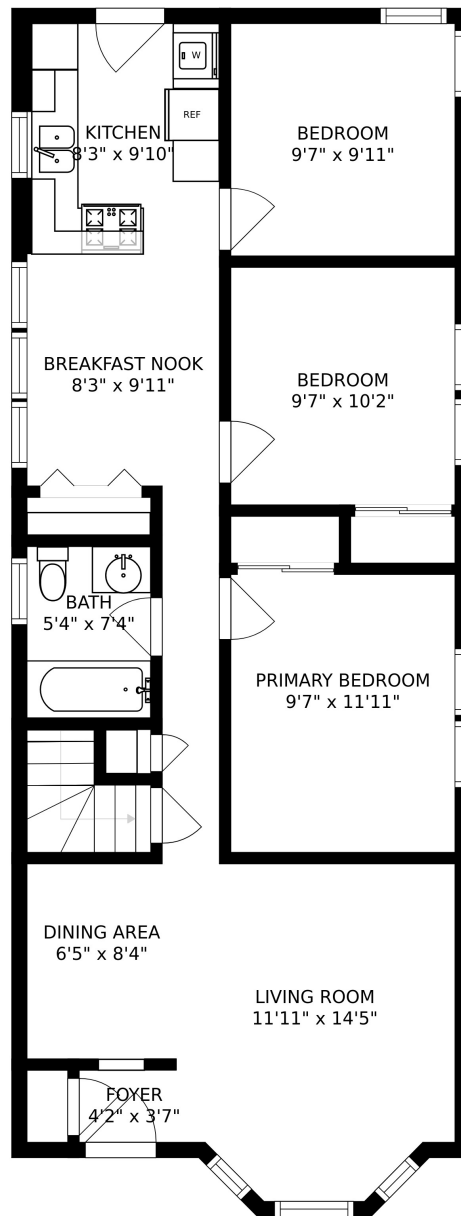 W
REF
KITCHEN
8'3" x 9'10"
BEDROOM
9'7" x 9'11"
BREAKFAST NOOK
8'3" x 9'11"
BEDROOM
9'7" x 10'2"
BATH
5'4" x 7'4"
PRIMARY BEDROOM
9'7" x 11'11"
DINING AREA
6'5" x 8'4"
LIVING ROOM
11'11" x 14'5"
FOYER
4'2" x 3'7"